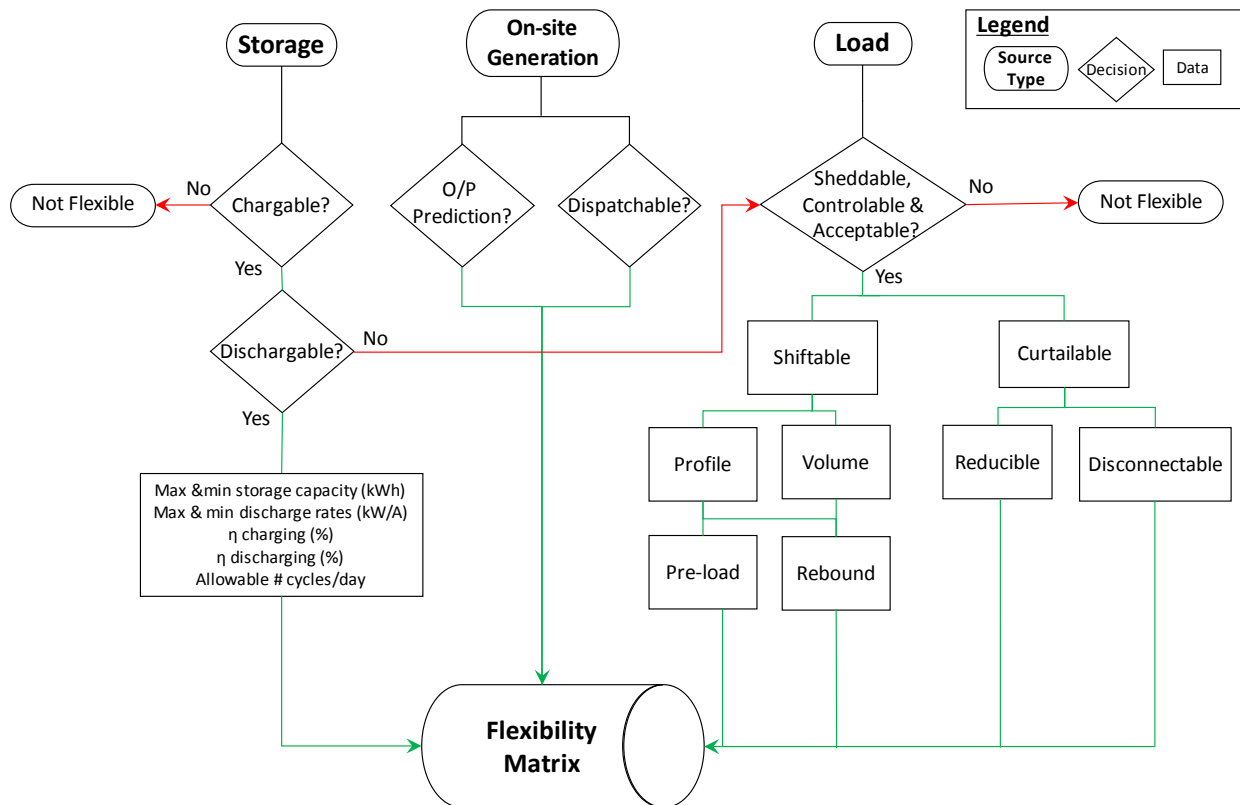 Storage
On-site
Generation
Load
Legend
Source
Type
Decision
Data
Not Flexible
No
Chargable?
O/P
Prediction?
Dispatchable?
Sheddable,
Controlable &
Acceptable?
No
Not Flexible
Yes
Yes
Dischargable?
No
Shiftable
Curtailable
Yes
Profile
Volume
Reducible
Disconnectable
Max &min storage capacity (kWh)
Max & min discharge rates (kW/A)
η charging (%)
η discharging (%)
Allowable # cycles/day
Pre-load
Rebound
Flexibility
Matrix